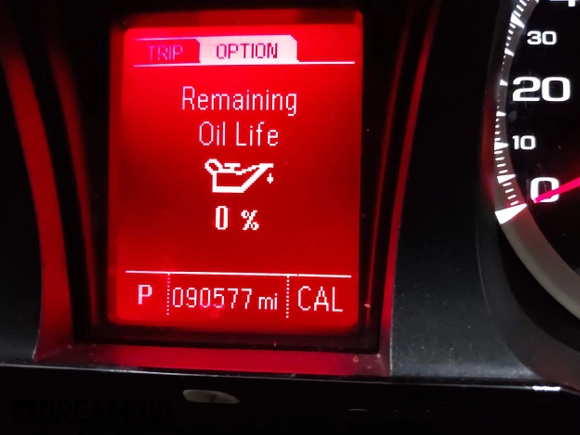 TRIP OPTION
Remaining
Oil Life
0 %
P 090577 mi CAL
30
20
10
0